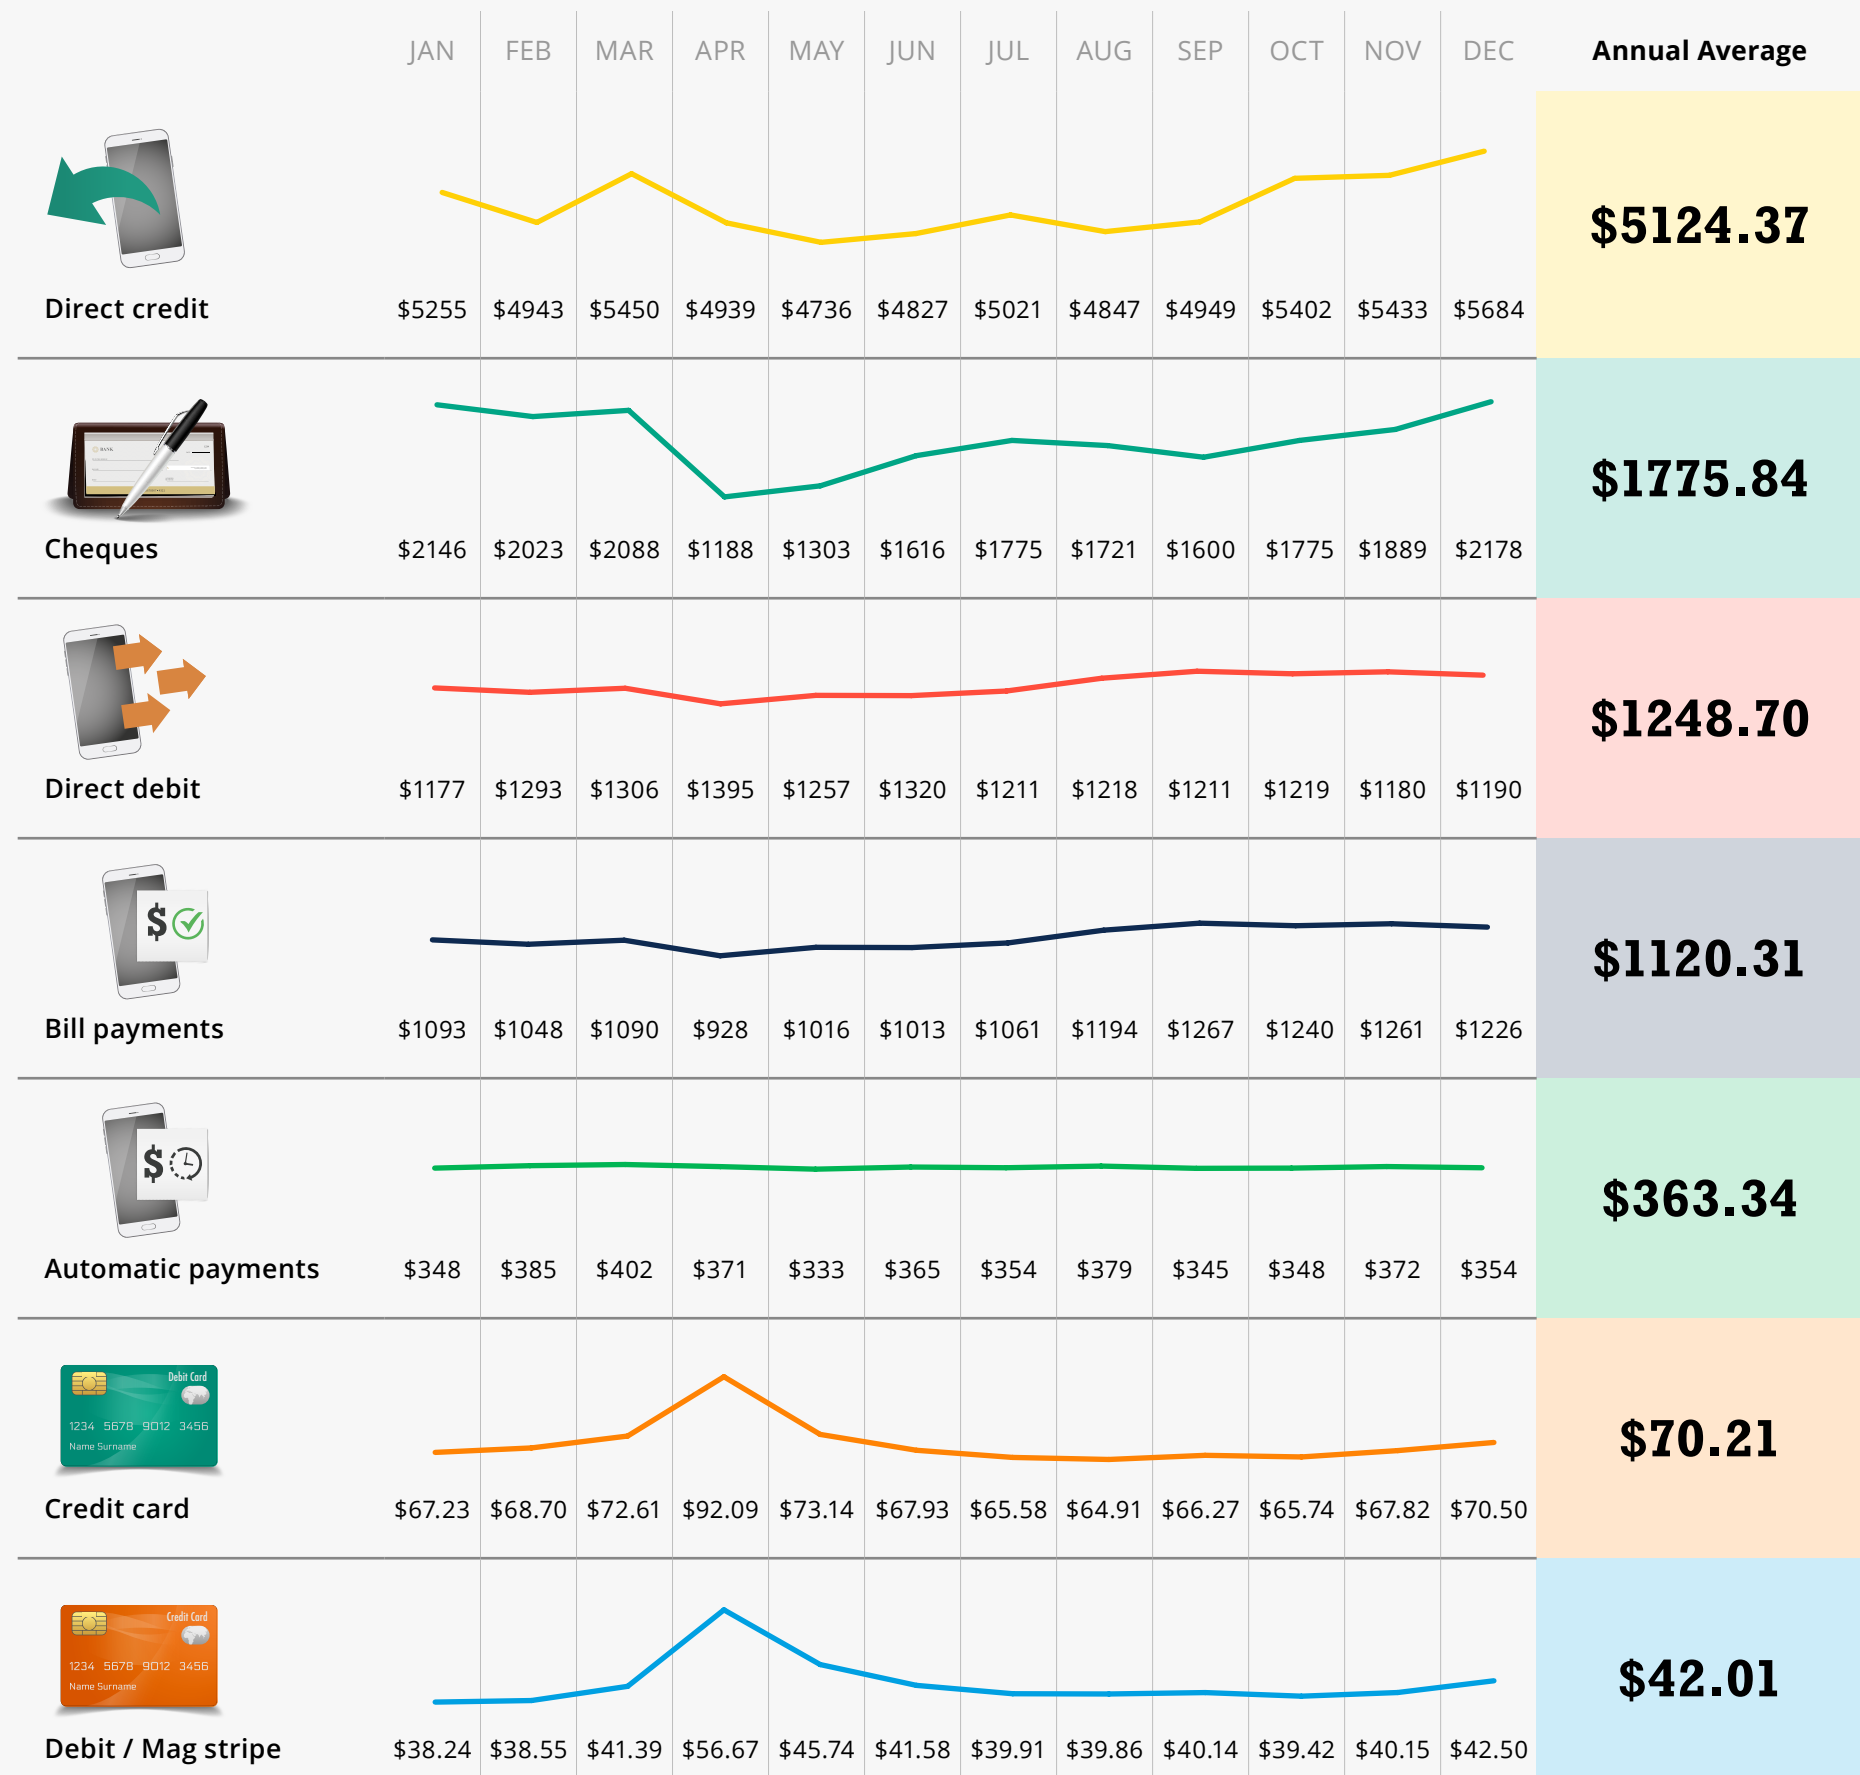 JAN FEB MAR APR MAY JUN JUL AUG SEP OCT NOV DEC Annual Average
$5124.37
Direct credit $5255 $4943 $5450 $4939 $4736 $4827 $5021 $4847 $4949 $5402 $5433 $5684
BANK
$1775.84
Cheques $2146 $2023 $2088 $1188 $1303 $1616 $1775 $1721 $1600 $1775 $1889 $2178
$1248.70
Direct debit $1177 $1293 $1306 $1395 $1257 $1320 $1211 $1218 $1211 $1219 $1180 $1190
$
$1120.31
Bill payments $1093 $1048 $1090 $928 $1016 $1013 $1061 $1194 $1267 $1240 $1261 $1226
$
$363.34
Automatic payments $348 $385 $402 $371 $333 $365 $354 $379 $345 $348 $372 $354
Debit Card
1234 5678 9012 3456
Name Surname
$70.21
Credit card $67.23 $68.70 $72.61 $92.09 $73.14 $67.93 $65.58 $64.91 $66.27 $65.74 $67.82 $70.50
Credit Card
1234 5678 9012 3456
Name Surname
$42.01
Debit / Mag stripe $38.24 $38.55 $41.39 $56.67 $45.74 $41.58 $39.91 $39.86 $40.14 $39.42 $40.15 $42.50